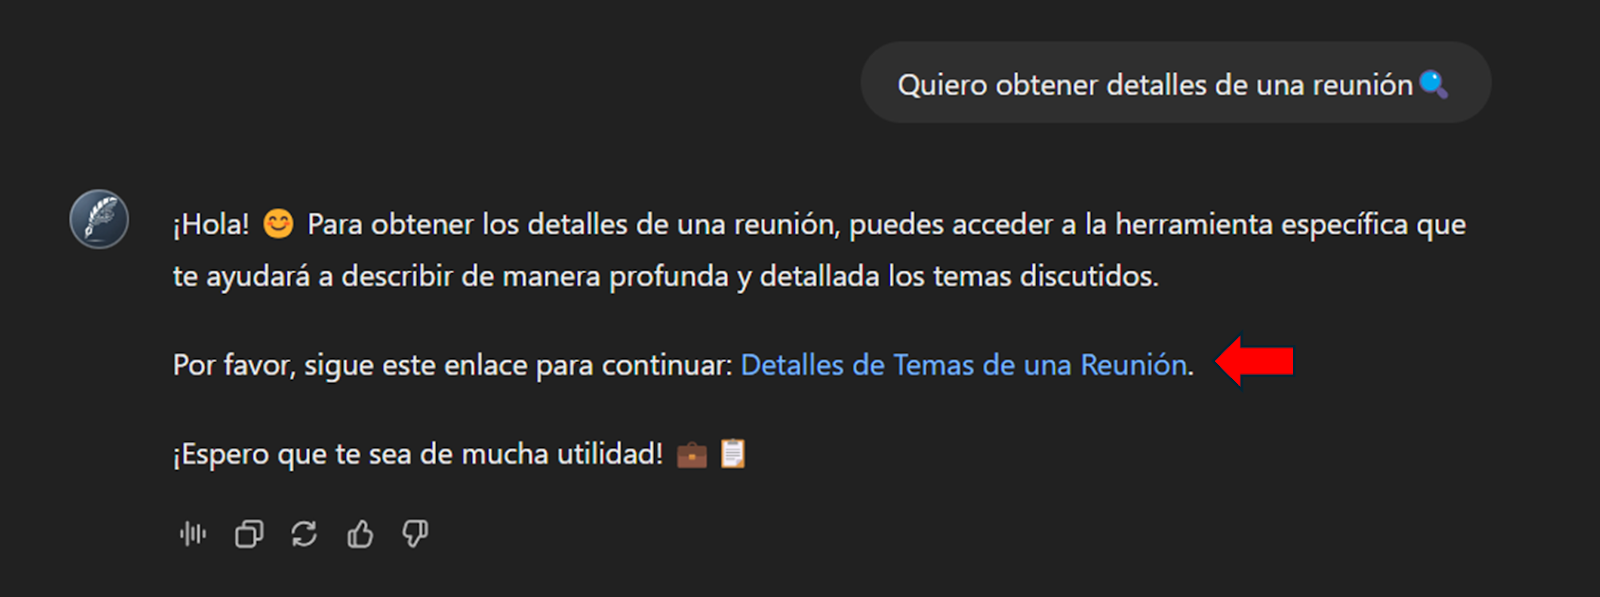 Quiero obtener detalles de una reunión🔍
¡Hola! 😊 Para obtener los detalles de una reunión, puedes acceder a la herramienta específica que
te ayudará a describir de manera profunda y detallada los temas discutidos.
Por favor, sigue este enlace para continuar: Detalles de Temas de una Reunión.
¡Espero que te sea de mucha utilidad! 💼 📋